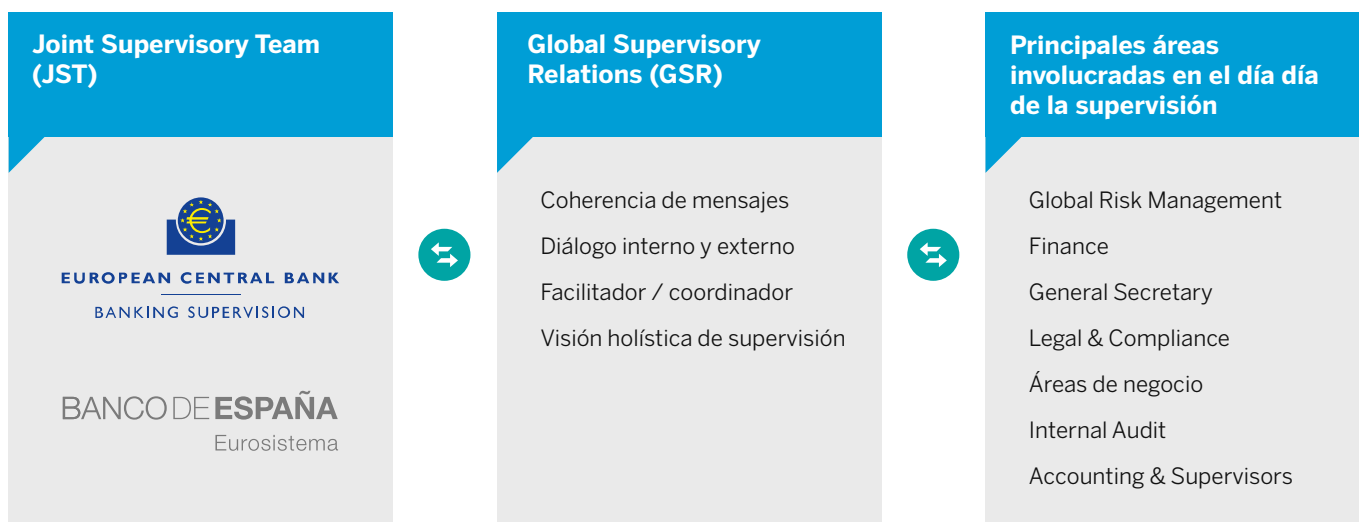 Joint Supervisory Team
(JST)
EUROPEAN CENTRAL BANK
BANKING SUPERVISION
BANCO DE ESPAÑA
Eurosistema
Global Supervisory
Relations (GSR)
Coherencia de mensajes
Diálogo interno y externo
Facilitador / coordinador
Visión holística de supervisión
Principales áreas
involucradas en el día día
de la supervisión
Global Risk Management
Finance
General Secretary
Legal & Compliance
Áreas de negocio
Internal Audit
Accounting & Supervisors